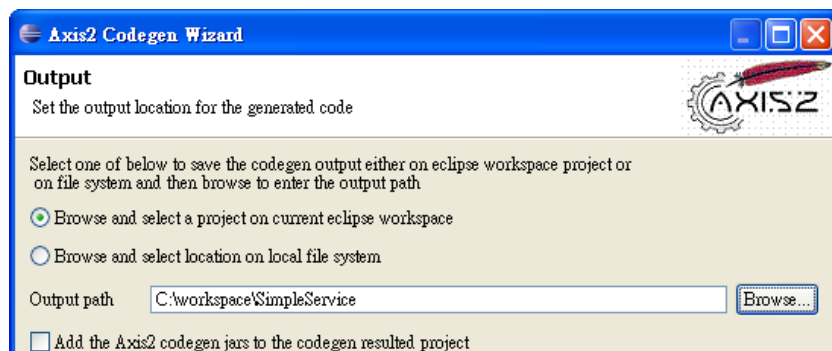 Axis2 Codegen Wizard
Output
Set the output location for the generated code
AXIS2
Select one of below to save the codegen output either on eclipse workspace project or
on file system and then browse to enter the output path
Browse and select a project on current eclipse workspace
Browse and select location on local file system
Output path C:\workspace\SimpleService Browse...
Add the Axis2 codegen jars to the codegen resulted project